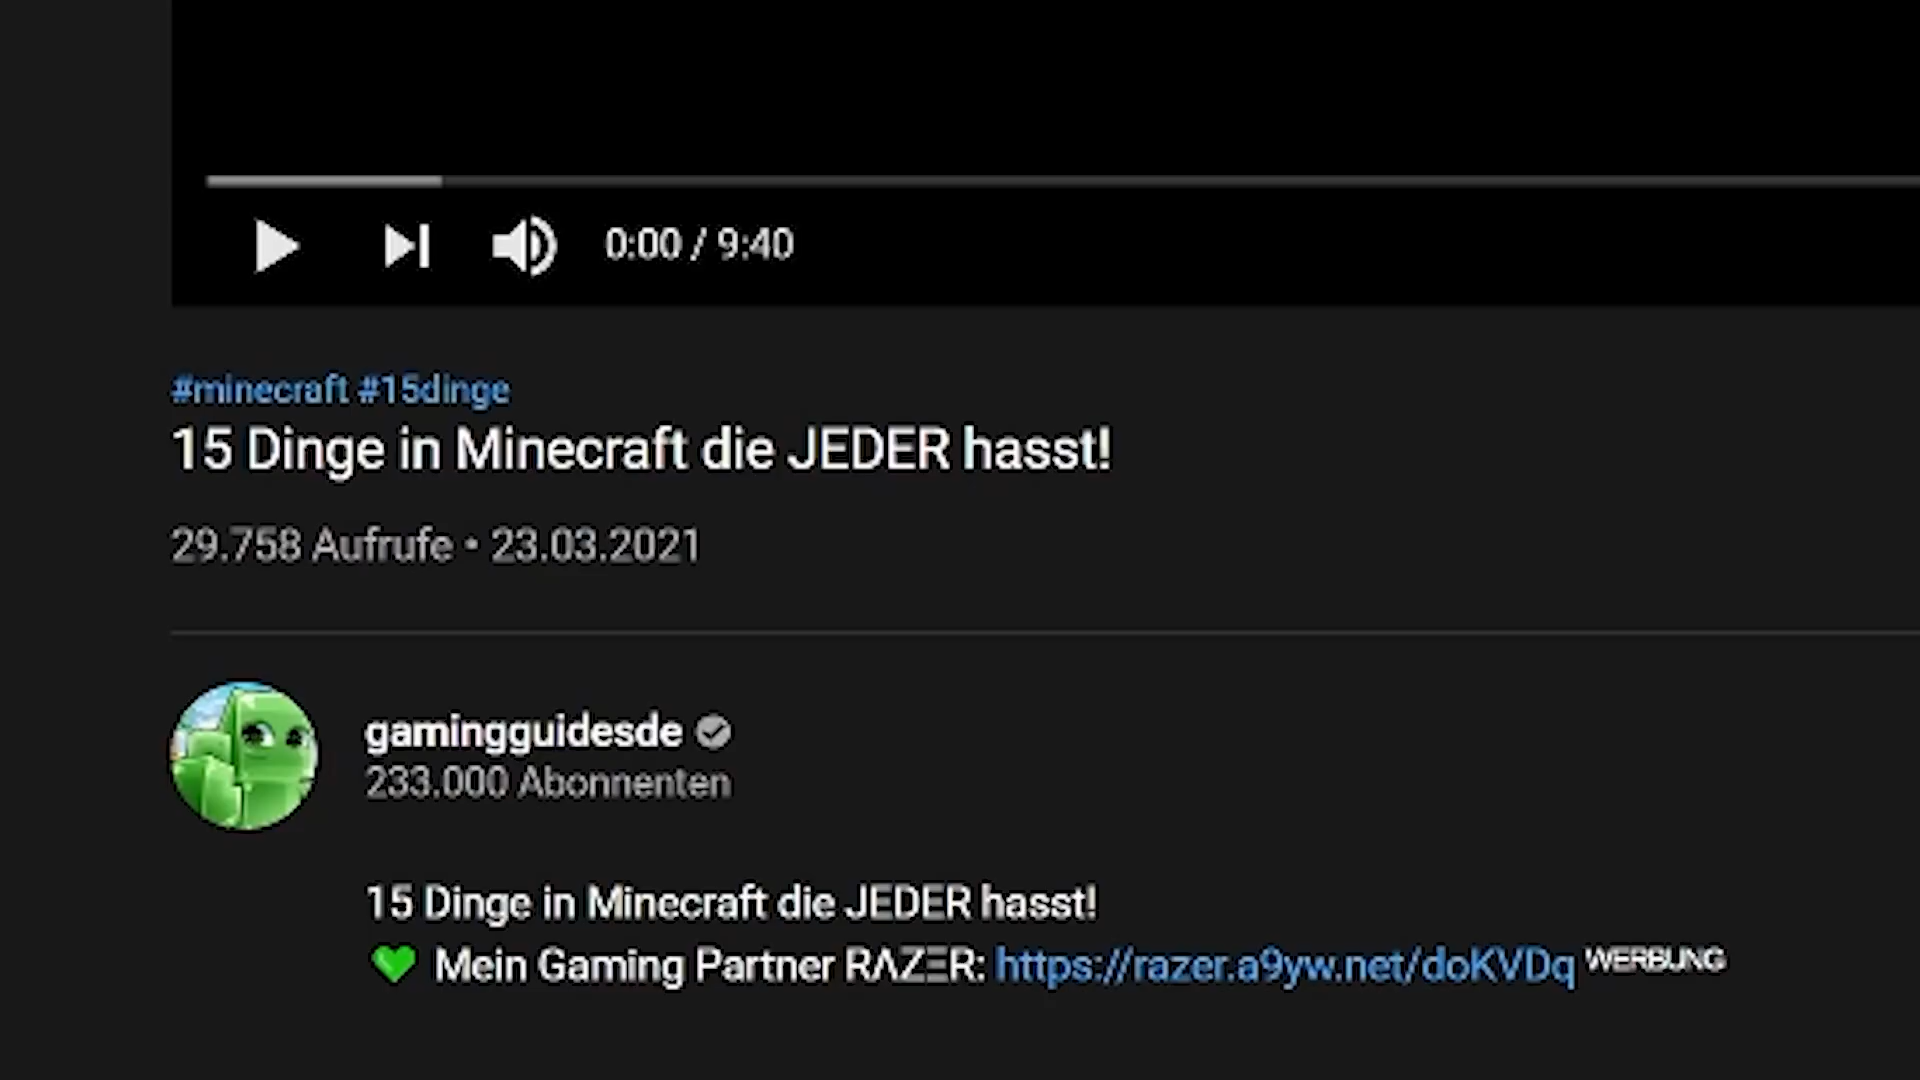 0:00 / 9:40
#minecraft #15dinge
15 Dinge in Minecraft die JEDER hasst!
29.758 Aufrufe • 23.03.2021
gamingguidesde
233.000 Abonnenten
15 Dinge in Minecraft die JEDER hasst!
💚 Mein Gaming Partner RΛZΞR: https://razer.a9yw.net/doKVDq WERBUNG